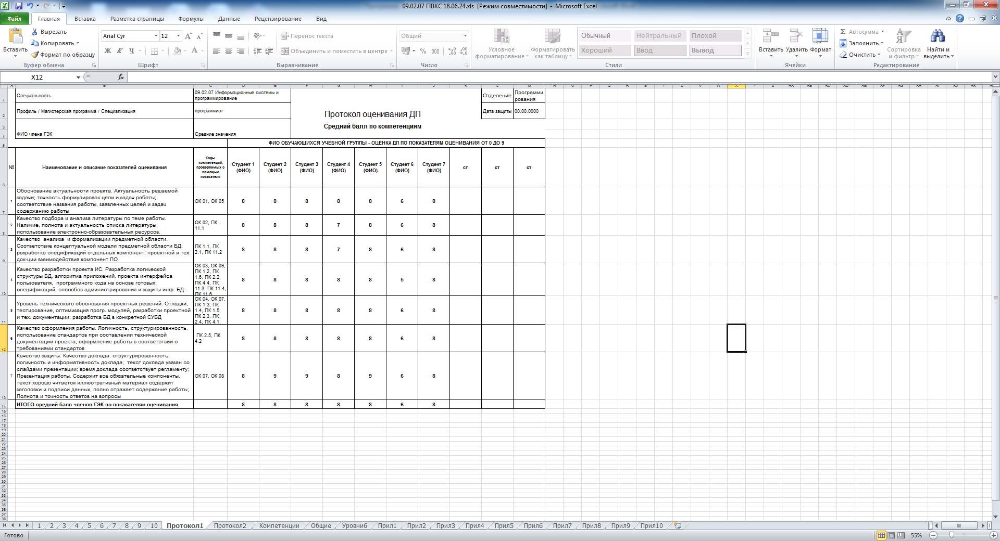 09.02.07 ПВКС 18.06.24.xls [Режим совместимости] - Microsoft Excel
Файл Главная Вставка Разметка страницы Формулы Данные Рецензирование Вид
Вставить
Вырезать
Копировать
Формат по образцу
Буфер обмена
Arial Cyr 12
Ж К Ч
Шрифт
Перенос текста
Объединить и поместить в центре
Выравнивание
Общий
% 000
Число
Условное форматирование
Форматировать как таблицу
Обычный Нейтральный Плохой
Хороший Ввод Вывод
Стили
Вставить Удалить Формат
Ячейки
Автосумма
Заполнить
Очистить
Сортировка и фильтр
Найти и выделить
Редактирование
X12 fx
A B C D E F G H I J K L M N O P Q R S T U V W X Y Z AA AB AC AD AE AF AG AH AI AJ AK
Специальность
09.02.07 Информационные системы и программирование
Отделение
Программи
рования
Профиль / Магистерская программа / Специализация
программист
Протокол оценивания ДП
Дата защиты 00.00.0000
Средний балл по компетенциям
ФИО члена ГЭК
Средние значения
ФИО ОБУЧАЮЩИХСЯ УЧЕБНОЙ ГРУППЫ - ОЦЕНКА ДП ПО ПОКАЗАТЕЛЯМ ОЦЕНИВАНИЯ ОТ 0 ДО 9
№
Наименование и описание показателей оценивания
Коды компетенций, проверяемых с помощью показателя
Студент 1 (ФИО) Студент 2 (ФИО) Студент 3 (ФИО) Студент 4 (ФИО) Студент 5 (ФИО) Студент 6 (ФИО) Студент 7 (ФИО) ст ст ст
1
Обоснование актуальности проекта. Актуальность решаемой
задачи; точность формулировок цели и задач работы;
соответствие названия работы, заявленных целей и задач
содержанию работы
ОК 01, ОК 05
8 8 8 8 8 6 8
2
Качество подбора и анализа литературы по теме работы.
Наличие, полнота и актуальность списка литературы,
использование электронно-образовательных ресурсов.
ОК 02, ПК
11.1
8 8 8 7 8 6 8
3
Качество анализа и формализации предметной области.
Соответствие концептуальной модели предметной области БД;
разработка спецификаций отдельных компонент, проектной и тех.
док-ции взаимодействия компонент ПО
ПК 1.1, ПК
2.1, ПК 11.2
8 8 8 7 8 6 8
4
Качество разработки проекта ИС. Разработка логической
структуры БД, алгоритма приложений, проекта интерфейса
пользователя, программного кода на основе готовых
спецификаций, способов администрирования и защиты инф. БД .
ОК 03, ОК 09,
ПК 1.2, ПК
1.6, ПК 2.2,
ПК 4.4, ПК
11.3, ПК 11.4,
ПК 11.6
8 8 8 8 8 5 8
5
Уровень технического обоснования проектных решений. Отладки,
тестирование, оптимизация прогр. модулей, разработки проектной
и тех. документации; разработка БД в конкретной СУБД
ОК 04, ОК 07,
ПК 1.3, ПК
1.4, ПК 1.5,
ПК 2.3, ПК
2.4, ПК 4.1,
8 8 8 8 8 6 8
6
Качество оформления работы. Логичность, структурированность,
использование стандартов при составлении технической
документации проекта; оформление работы в соответствии с
требованиями стандартов
ПК 2.5, ПК
4.2
8 8 8 8 8 6 8
7
Качество защиты: Качество доклада. структурированность,
логичность и информативность доклада; текст доклада увязан со
слайдами презентации; время доклада соответствует регламенту;
Презентация работы. Содержит все обязательные компоненты,
текст хорошо читается иллюстративный материал содержит
заголовки и подписи данных, полно отражает содержание работы;
Полнота и точность ответов на вопросы
ОК 07, ОК 08
8 9 9 8 9 6 8
ИТОГО средний балл членов ГЭК по показателям оценивания
8 8 8 8 8 6 8
1 2 3 4 5 6 7 8 9 10 Протокол1 Протокол2 Компетенции Общие Уровни6 Прил1 Прил2 Прил3 Прил4 Прил5 Прил6 Прил7 Прил8 Прил9 Прил10
Готово
55%